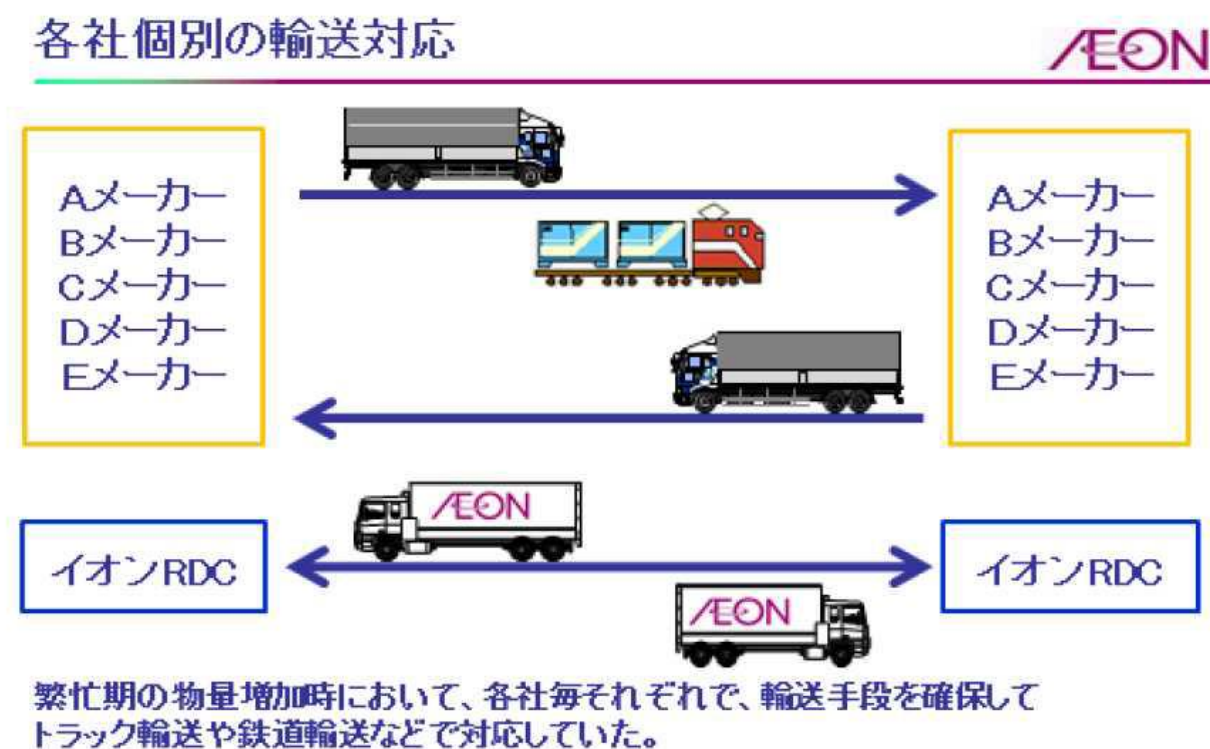 各社個別の輸送対応
ÆON
Aメーカー
Bメーカー
Cメーカー
Dメーカー
Eメーカー
Aメーカー
Bメーカー
Cメーカー
Dメーカー
Eメーカー
ÆON
イオンRDC
イオンRDC
ÆON
繁忙期の物量増加時において、各社毎それぞれで、輸送手段を確保して
トラック輸送や鉄道輸送などで対応していた。